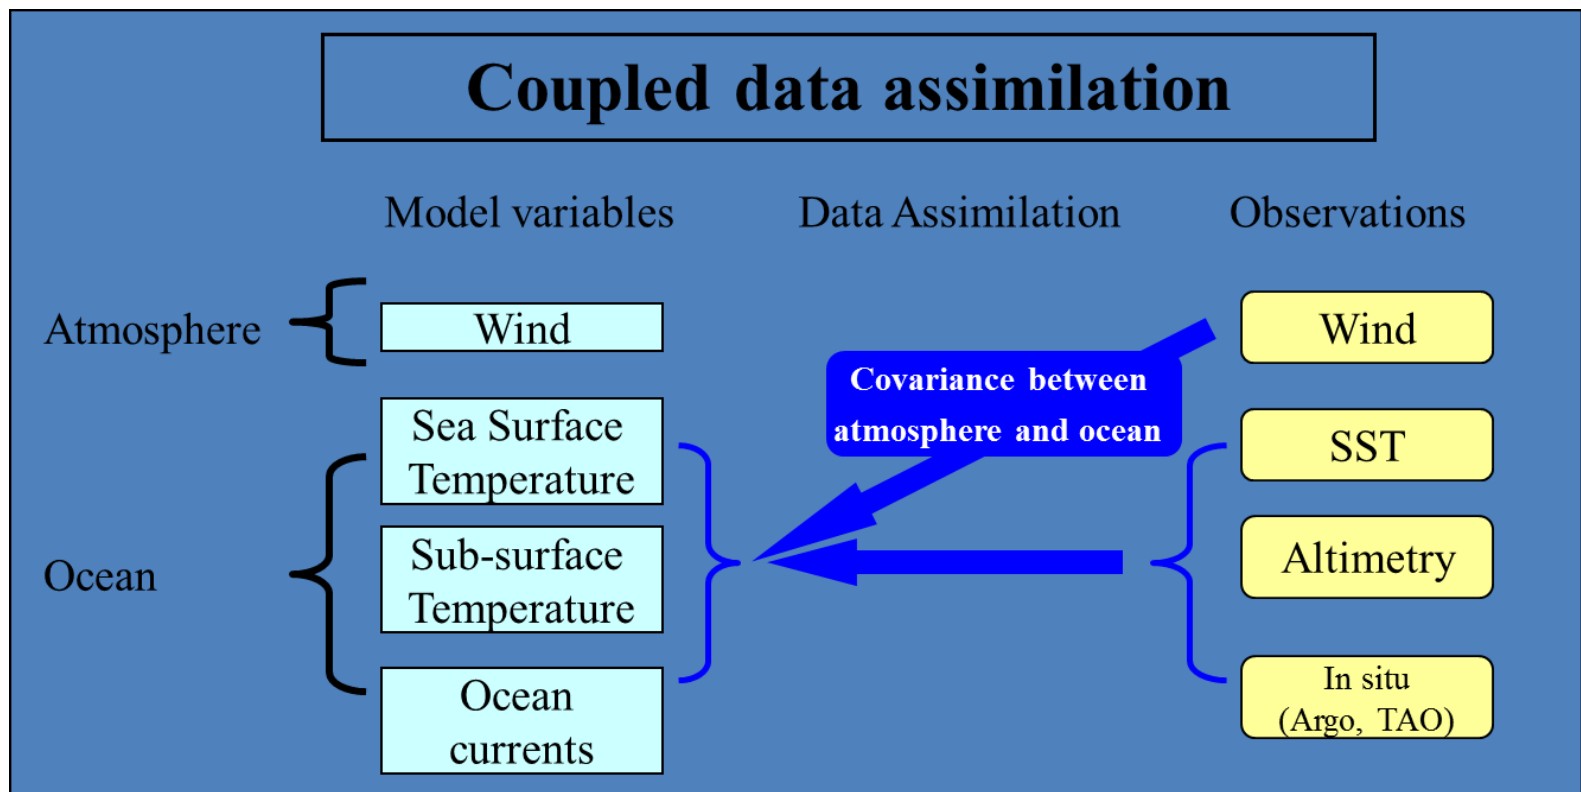 Coupled data assimilation
Model variables
Data Assimilation
Observations
Atmosphere
Wind
Covariance between
atmosphere and ocean
Wind
Sea Surface
Temperature
SST
Ocean
Sub-surface
Temperature
Altimetry
Ocean
currents
In situ
(Argo, TAO)